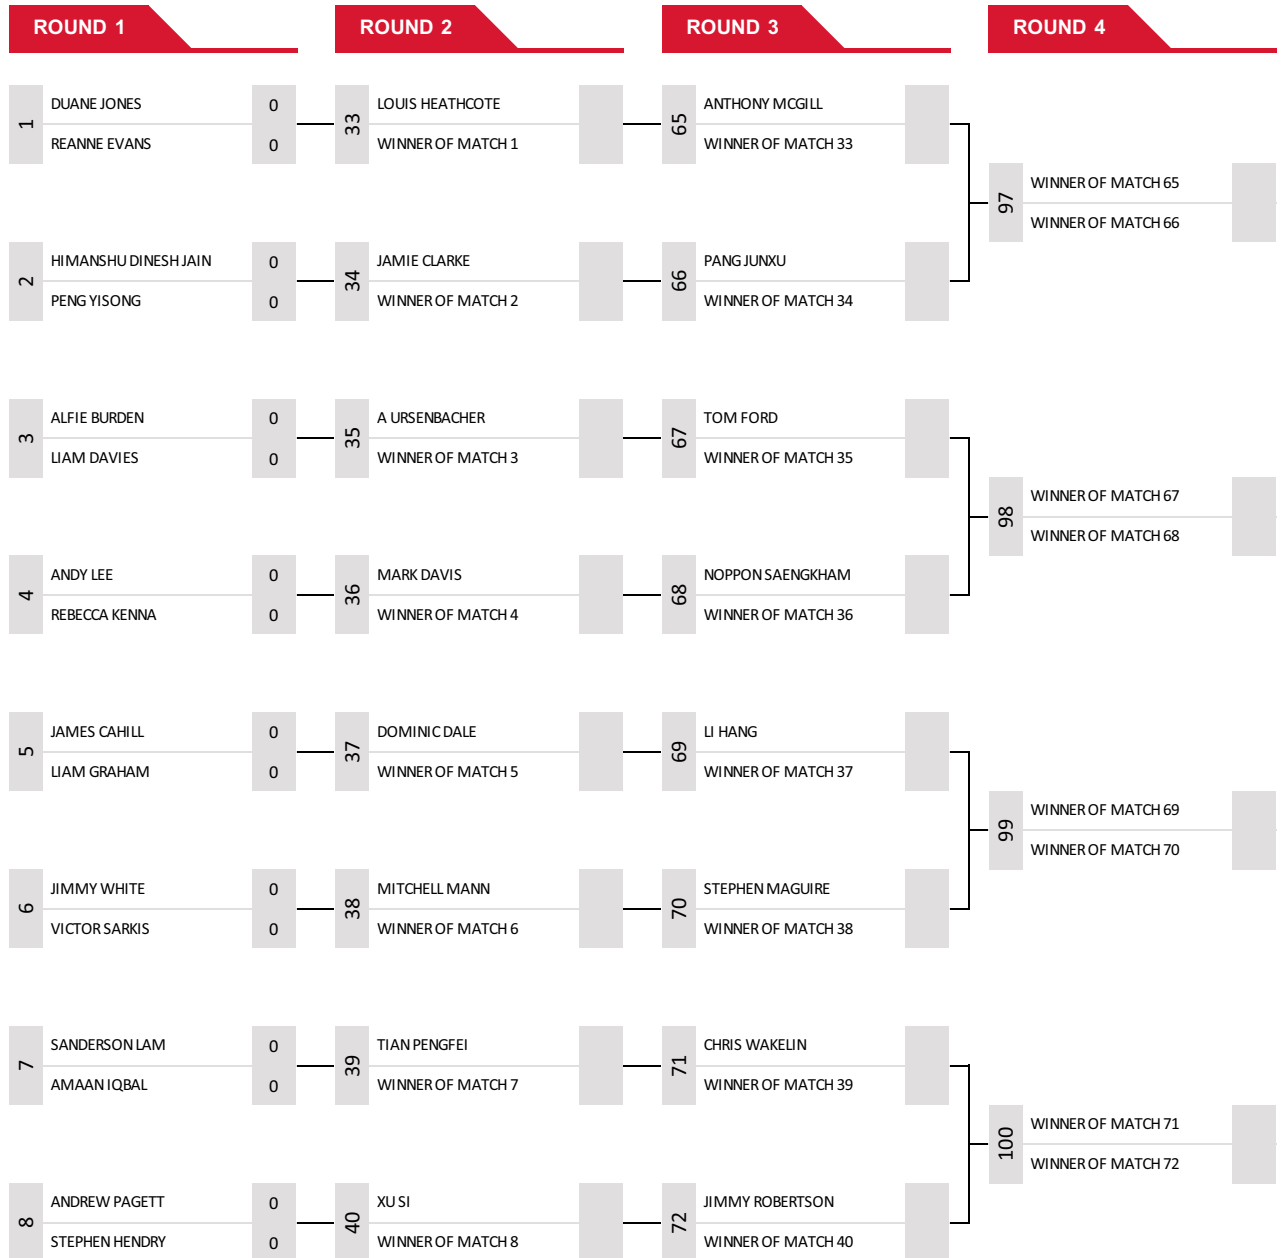 ROUND 1
ROUND 2
ROUND 3
ROUND 4
1
DUANE JONES
0
REANNE EVANS
0
33
LOUIS HEATHCOTE
WINNER OF MATCH 1
65
ANTHONY MCGILL
WINNER OF MATCH 33
97
WINNER OF MATCH 65
WINNER OF MATCH 66
2
HIMANSHU DINESH JAIN
0
PENG YISONG
0
34
JAMIE CLARKE
WINNER OF MATCH 2
66
PANG JUNXU
WINNER OF MATCH 34
3
ALFIE BURDEN
0
LIAM DAVIES
0
35
A URSENBACHER
WINNER OF MATCH 3
67
TOM FORD
WINNER OF MATCH 35
98
WINNER OF MATCH 67
WINNER OF MATCH 68
4
ANDY LEE
0
REBECCA KENNA
0
36
MARK DAVIS
WINNER OF MATCH 4
68
NOPPON SAENGKHAM
WINNER OF MATCH 36
5
JAMES CAHILL
0
LIAM GRAHAM
0
37
DOMINIC DALE
WINNER OF MATCH 5
69
LI HANG
WINNER OF MATCH 37
99
WINNER OF MATCH 69
WINNER OF MATCH 70
6
JIMMY WHITE
0
VICTOR SARKIS
0
38
MITCHELL MANN
WINNER OF MATCH 6
70
STEPHEN MAGUIRE
WINNER OF MATCH 38
7
SANDERSON LAM
0
AMAAN IQBAL
0
39
TIAN PENGFEI
WINNER OF MATCH 7
71
CHRIS WAKELIN
WINNER OF MATCH 39
100
WINNER OF MATCH 71
WINNER OF MATCH 72
8
ANDREW PAGETT
0
STEPHEN HENDRY
0
40
XU SI
WINNER OF MATCH 8
72
JIMMY ROBERTSON
WINNER OF MATCH 40